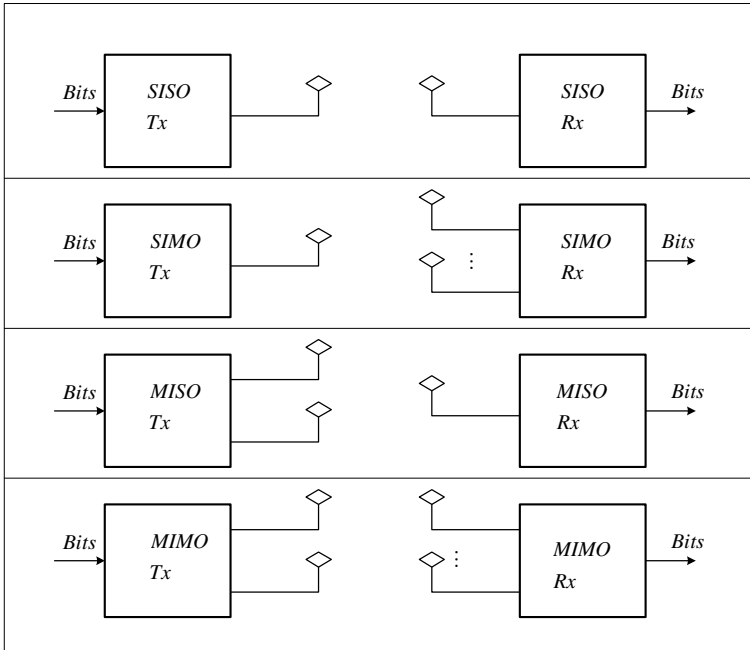 Bits
SISO
Tx
SISO
Rx
Bits
Bits
SIMO
Tx
⋮
SIMO
Rx
Bits
Bits
MISO
Tx
MISO
Rx
Bits
Bits
MIMO
Tx
⋮
MIMO
Rx
Bits